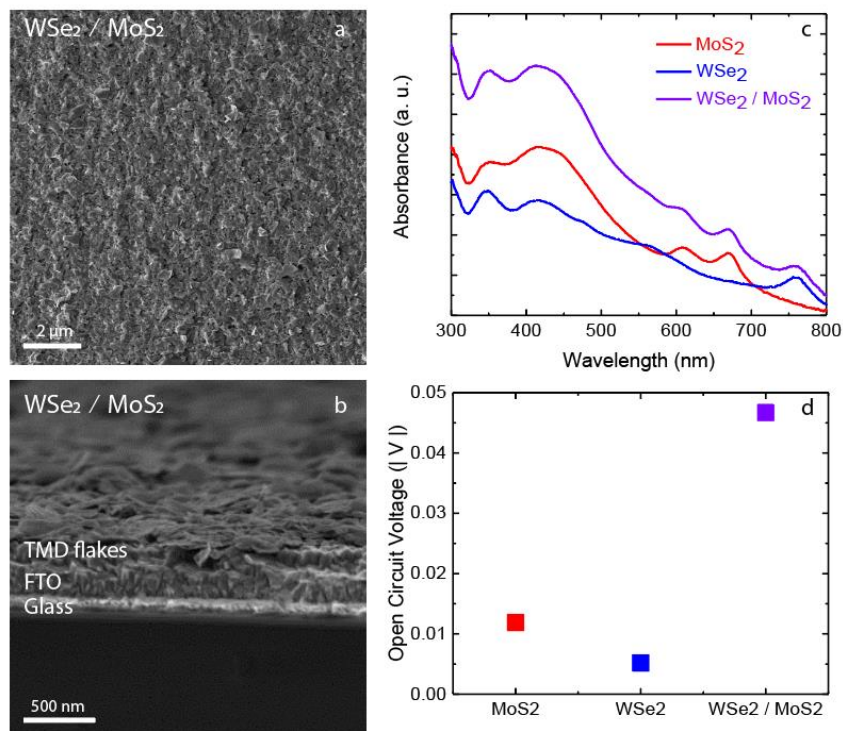 WSe₂ / MoS₂ a
2 μm
WSe₂ / MoS₂ b
TMD flakes
FTO
Glass
500 nm
c
MoS₂
WSe₂
WSe₂ / MoS₂
Absorbance (a. u.)
300 400 500 600 700 800
Wavelength (nm)
d
Open Circuit Voltage (| V |)
0.05
0.04
0.03
0.02
0.01
0.00
MoS2 WSe2 WSe2 / MoS2